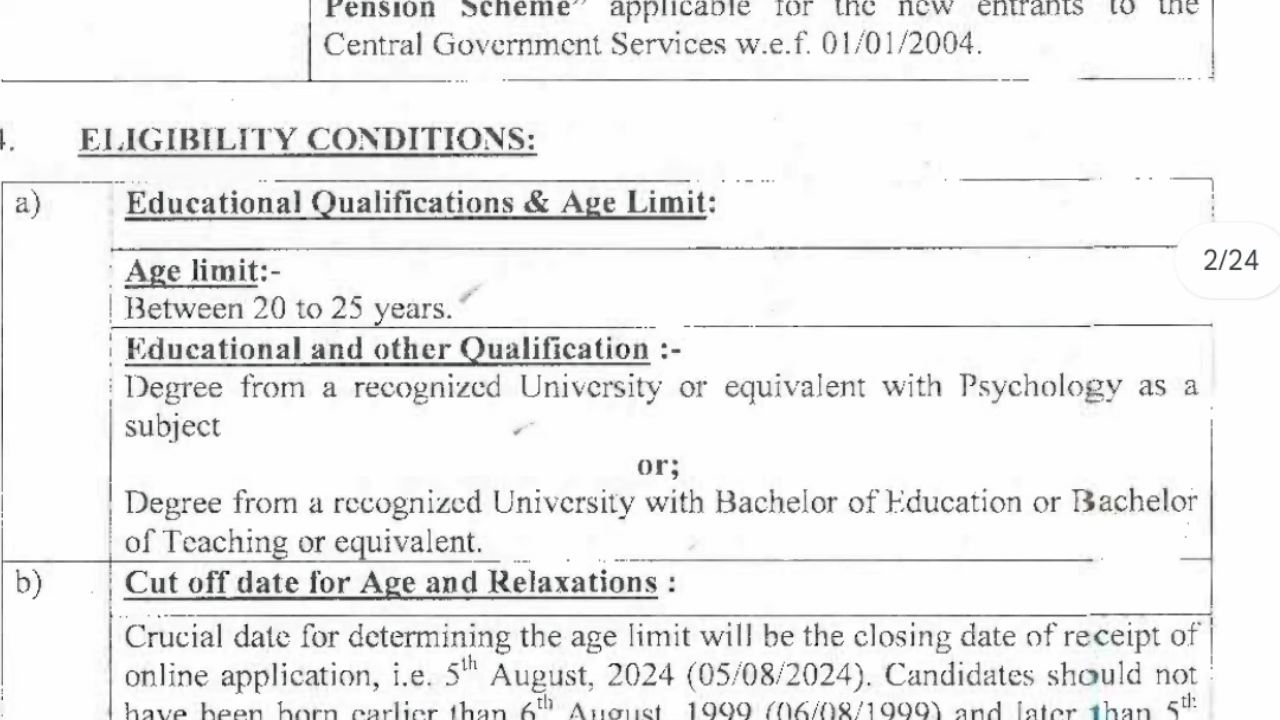 Pension Scheme" applicable for the new entrants to the
Central Government Services w.e.f. 01/01/2004.
4. ELIGIBILITY CONDITIONS:
a) Educational Qualifications & Age Limit:
2/24
Age limit:-
Between 20 to 25 years.
Educational and other Qualification :-
Degree from a recognized University or equivalent with Psychology as a
subject
or;
Degree from a recognized University with Bachelor of Education or Bachelor
of Teaching or equivalent.
b) Cut off date for Age and Relaxations :
Crucial date for determining the age limit will be the closing date of receipt of
online application, i.e. 5th August, 2024 (05/08/2024). Candidates should not
have been born earlier than 6th August, 1999 (06/08/1999) and later than 5th